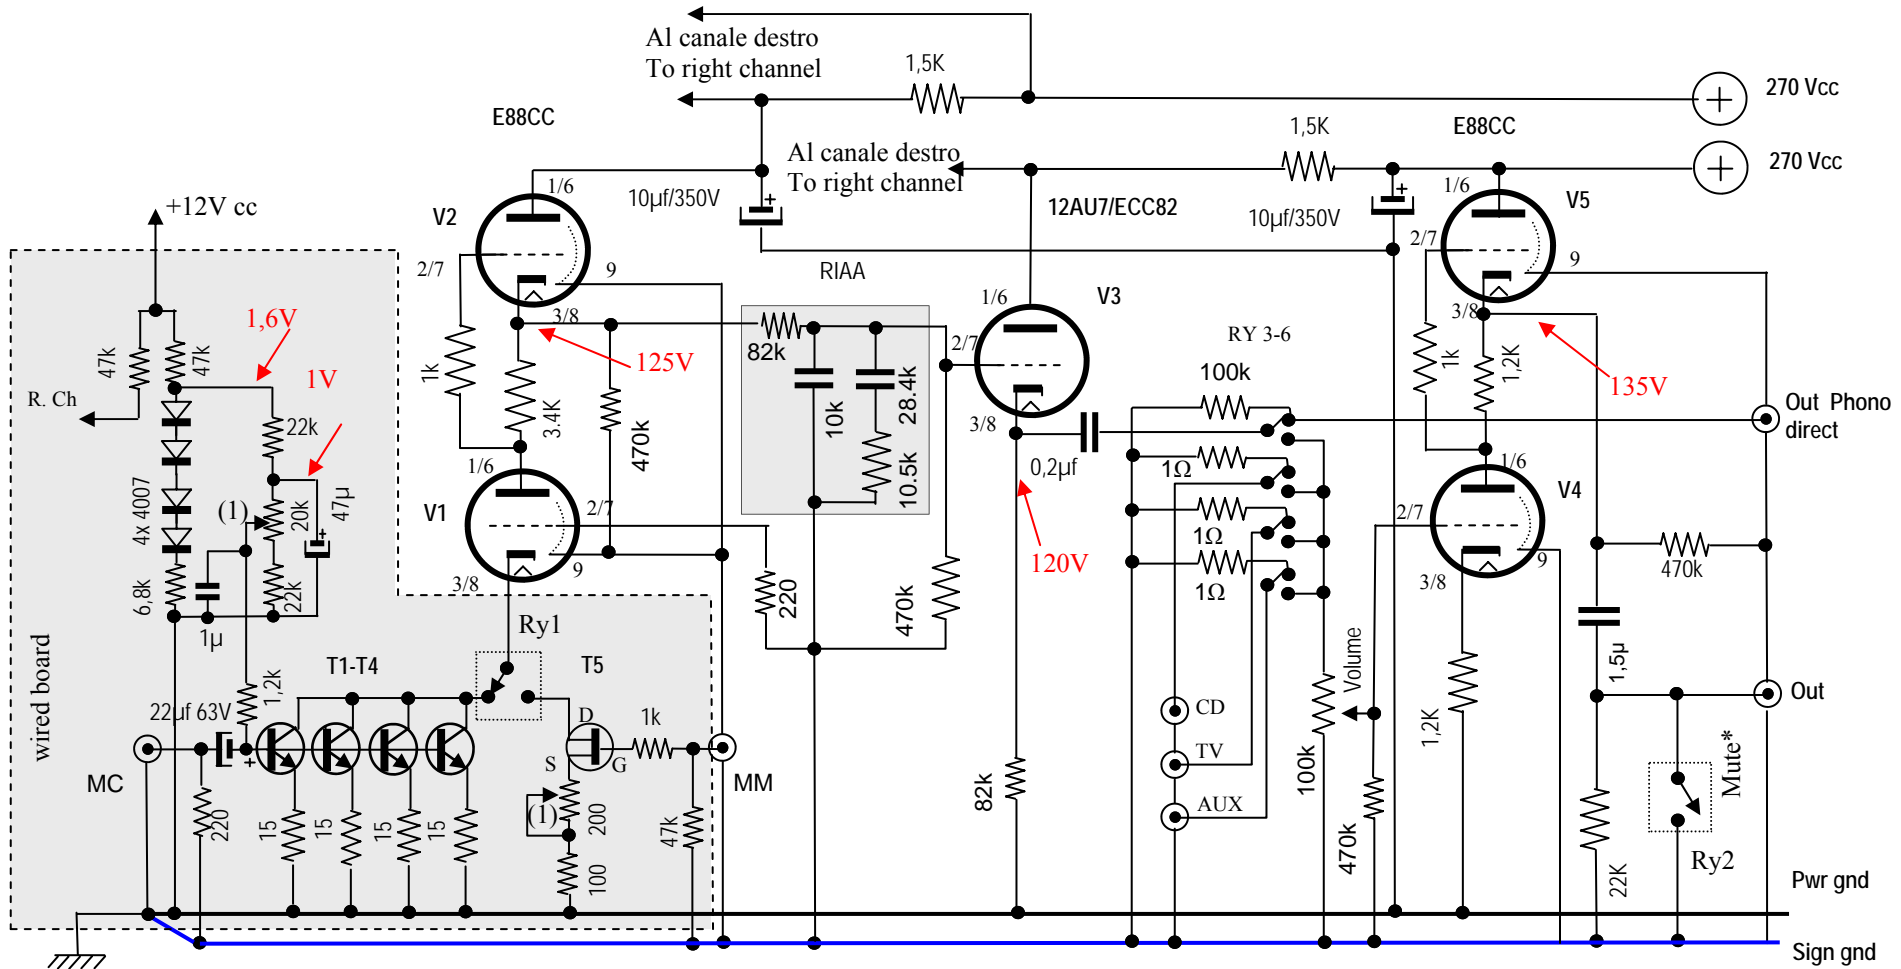 Al canale destro
To right channel
1,5K
270 Vcc
E88CC
1,5K
E88CC
Al canale destro
To right channel
270 Vcc
1/6
10µf/350V
+
12AU7/ECC82
10µf/350V
+
1/6
V5
+12V cc
V2
2/7
9
RIAA
2/7
9
1/6
V3
3/8
1,6V
47k
47k
3/8
125V
82k
2/7
RY 3-6
1k
1,2K
135V
1V
R. Ch
1k
3.4K
470k
10k
28.4k
100k
Out Phono
direct
22k
3/8
1/6
10.5k
0,2µf
1Ω
1/6
V4
4x 4007
(1)
20k
47µ
+
V1
2/7
2/7
1Ω
120V
470k
9
3/8
9
3/8
6,8k
22k
1µ
220
470k
1Ω
Ry1
1,5µ
T1-T4
T5
Volume
wired board
1,2k
22µf 63V
+
D
1k
CD
1,2K
Out
MC
S
G
MM
TV
100k
Mute*
220
15
15
15
15
(1)
200
47k
82k
AUX
470k
22K
Ry2
100
Pwr gnd
Sign gnd